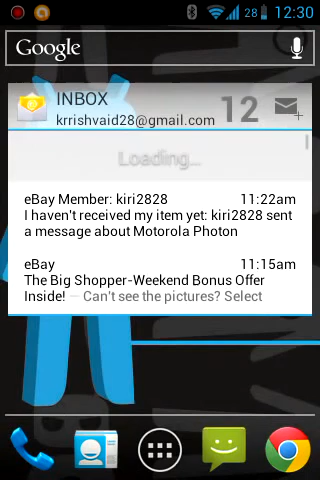 28 12:30
Google
INBOX
krrishvaid28@gmail.com
12
Loading...
eBay Member: kiri2828 11:22am
I haven't received my item yet: kiri2828 sent
a message about Motorola Photon
eBay 11:15am
The Big Shopper-Weekend Bonus Offer
Inside! — Can't see the pictures? Select